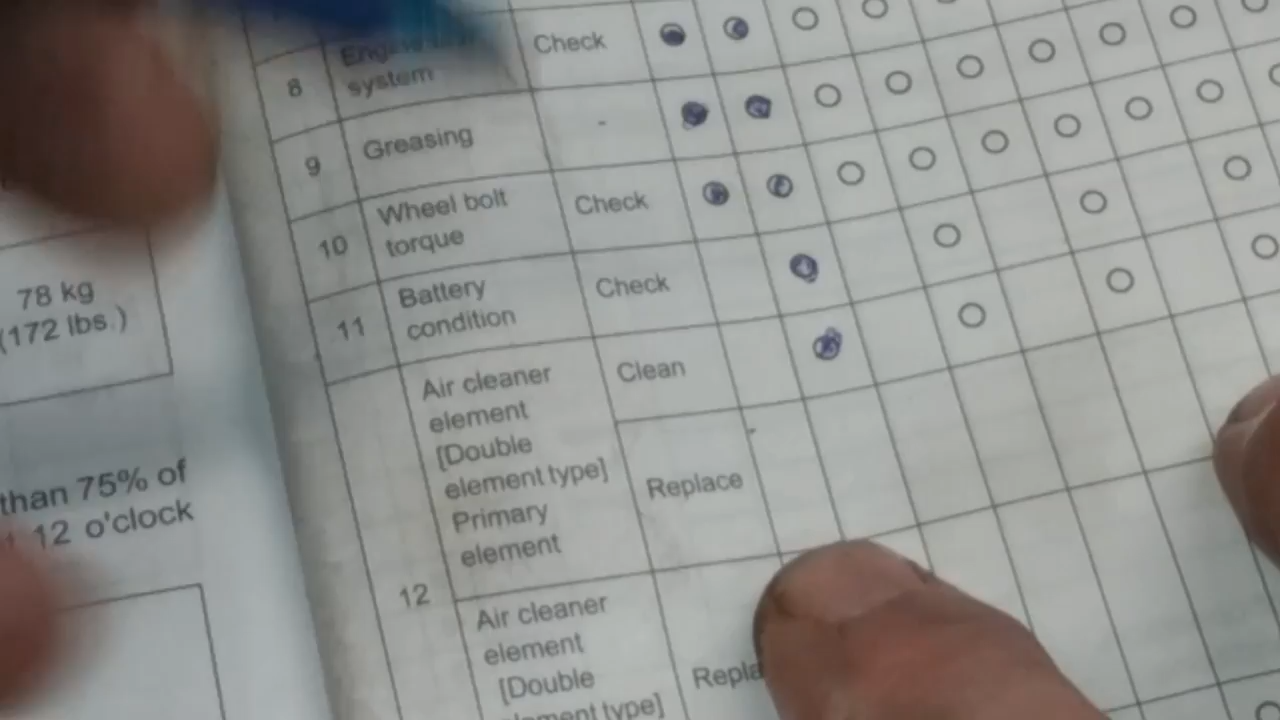 78 kg
(172 lbs.)
than 75% of
12 o'clock
8
system
Check
9
Greasing
-
10
Wheel bolt
torque
Check
11
Battery
condition
Check
12
Air cleaner
element
[Double
element type]
Primary
element
Clean
Replace
Air cleaner
element
[Double
type]